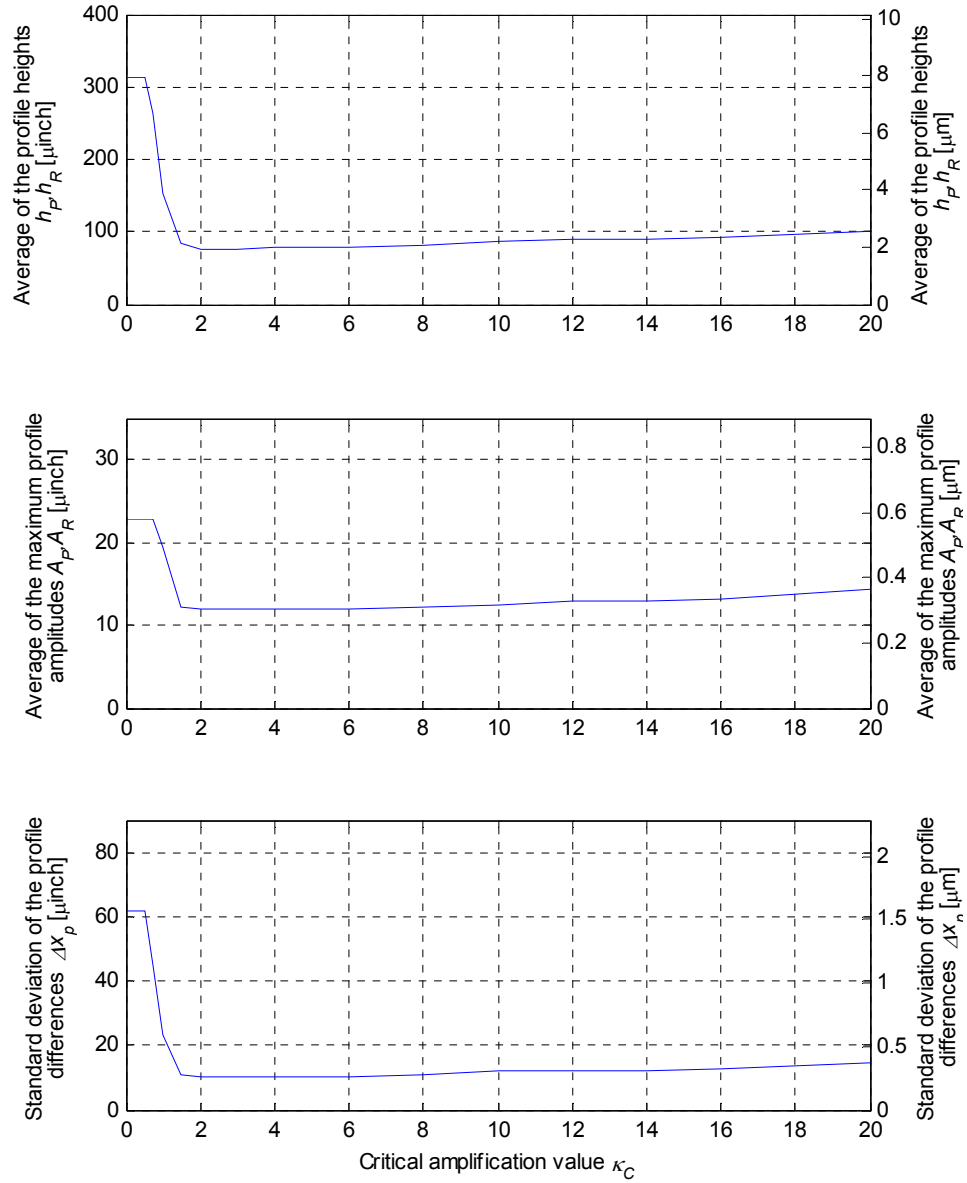 Average of the profile heights
h_P, h_R [μinch]
400
300
200
100
0
0 2 4 6 8 10 12 14 16 18 20
10
8
6
4
2
0
Average of the profile heights
h_P, h_R [μm]
Average of the maximum profile
amplitudes A_P, A_R [μinch]
30
20
10
0
0 2 4 6 8 10 12 14 16 18 20
0.8
0.6
0.4
0.2
0
Average of the maximum profile
amplitudes A_P, A_R [μm]
Standard deviation of the profile
differences Δx_p [μinch]
80
60
40
20
0
0 2 4 6 8 10 12 14 16 18 20
2
1.5
1
0.5
0
Standard deviation of the profile
differences Δx_p [μm]
Critical amplification value κ_C